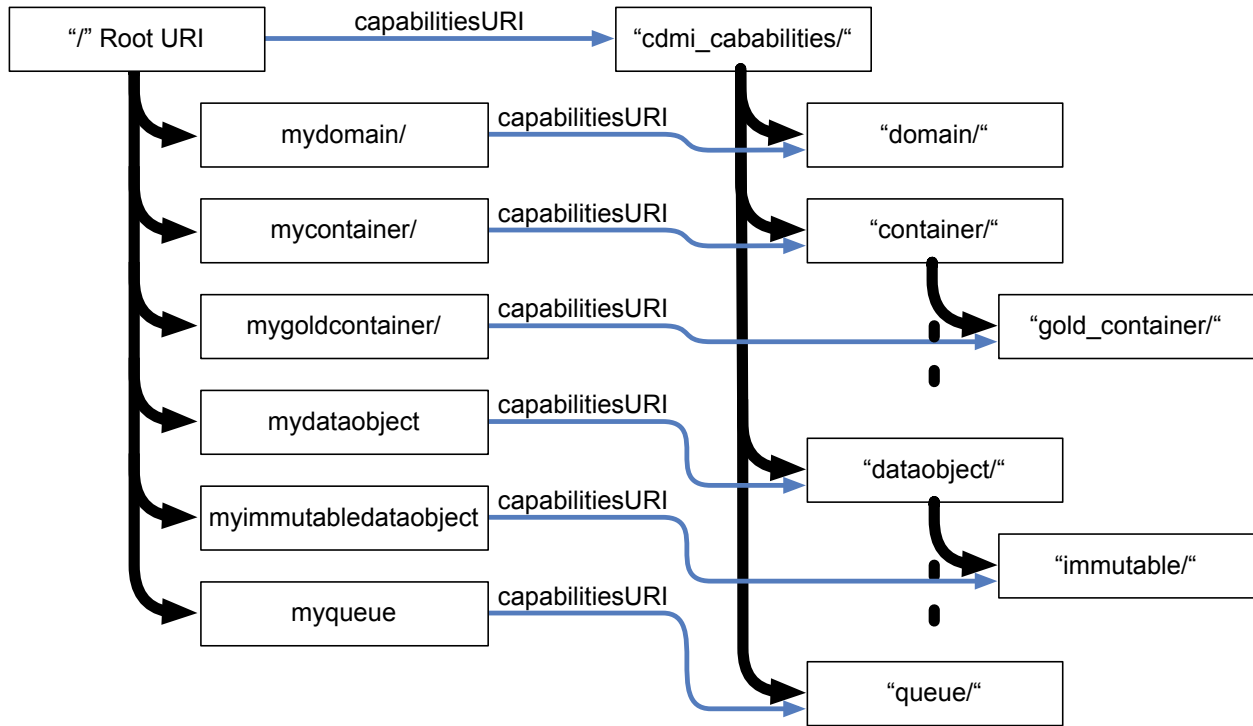 “/” Root URI
capabilitiesURI
“cdmi_cababilities/“
mydomain/
capabilitiesURI
“domain/“
mycontainer/
capabilitiesURI
“container/“
mygoldcontainer/
capabilitiesURI
“gold_container/“
mydataobject
capabilitiesURI
“dataobject/“
myimmutabledataobject
capabilitiesURI
“immutable/“
myqueue
capabilitiesURI
“queue/“